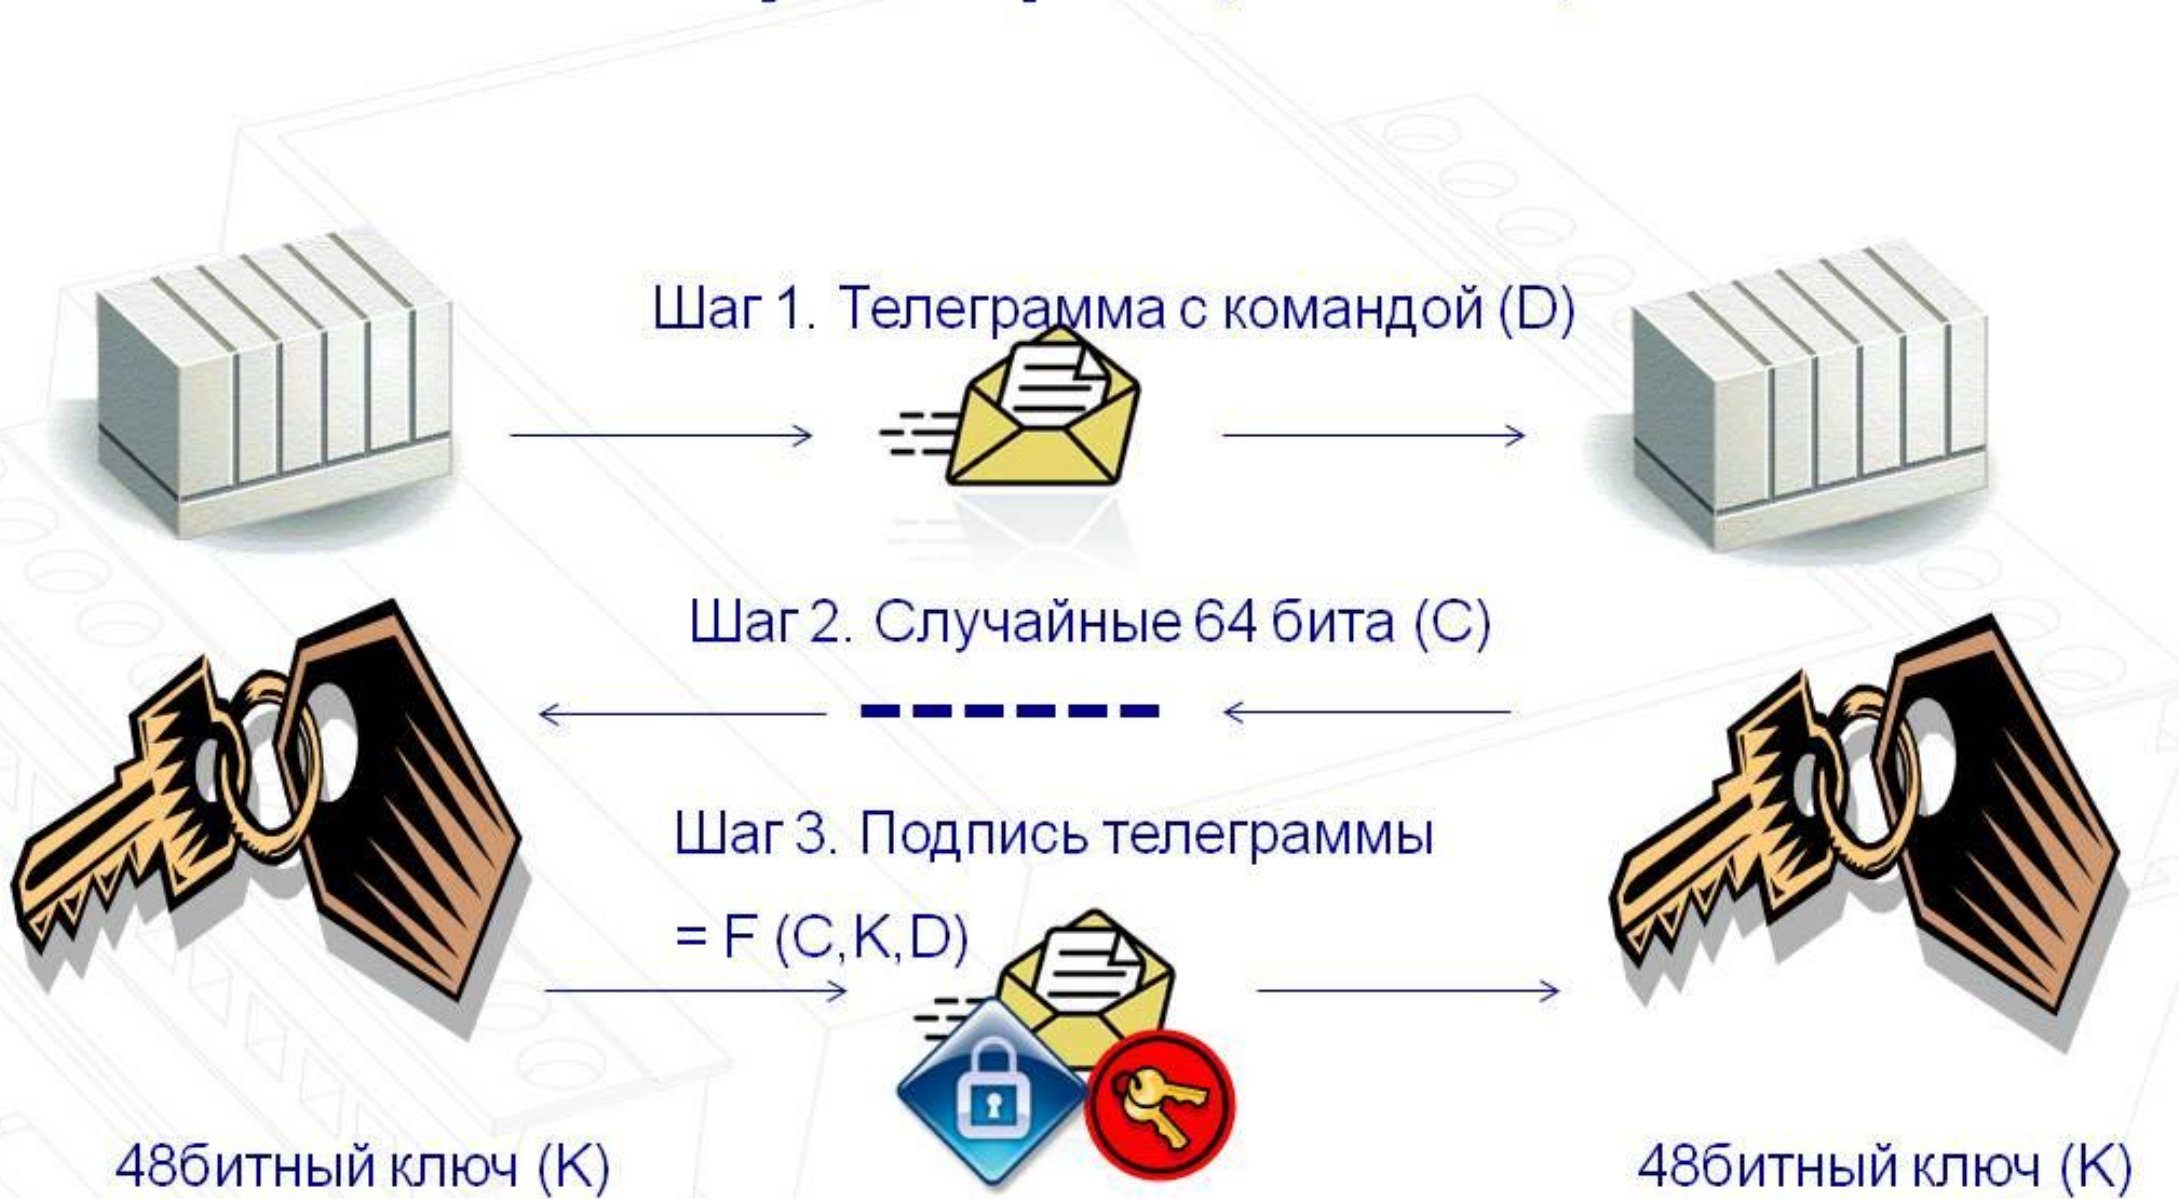 Шаг 1. Телеграмма с командой (D)
Шаг 2. Случайные 64 бита (C)
Шаг 3. Подпись телеграммы
= F (C,K,D)
48битный ключ (K)
48битный ключ (K)